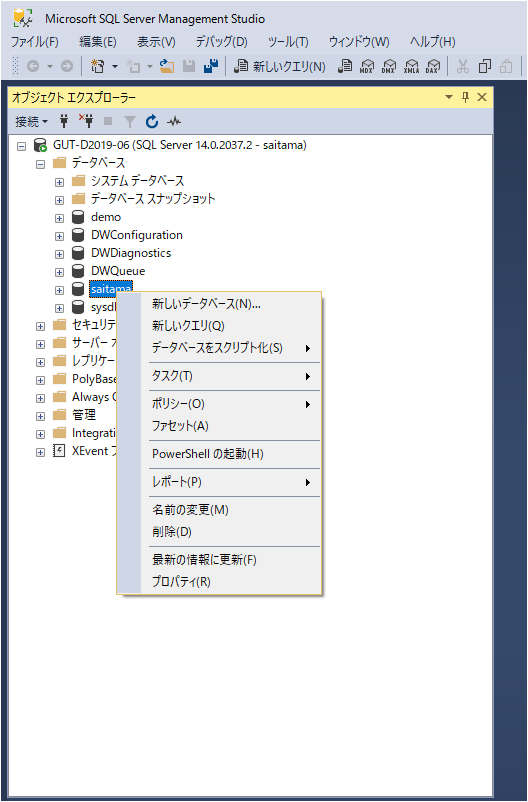 Microsoft SQL Server Management Studio
ファイル(F) 編集(E) 表示(V) デバッグ(D) ツール(T) ウィンドウ(W) ヘルプ(H)
新しいクエリ(N) MDX DMX XMLA DAX
オブジェクト エクスプローラー
接続
GUT-D2019-06 (SQL Server 14.0.2037.2 - saitama)
データベース
システム データベース
データベース スナップショット
demo
DWConfiguration
DWDiagnostics
DWQueue
saitama
セキュリテ
サーバー
レプリケー
PolyBase
Always
管理
Integrati
XEvent
新しいデータベース(N)...
新しいクエリ(Q)
データベースをスクリプト化(S)
タスク(T)
ポリシー(O)
ファセット(A)
PowerShell の起動(H)
レポート(P)
名前の変更(M)
削除(D)
最新の情報に更新(F)
プロパティ(R)